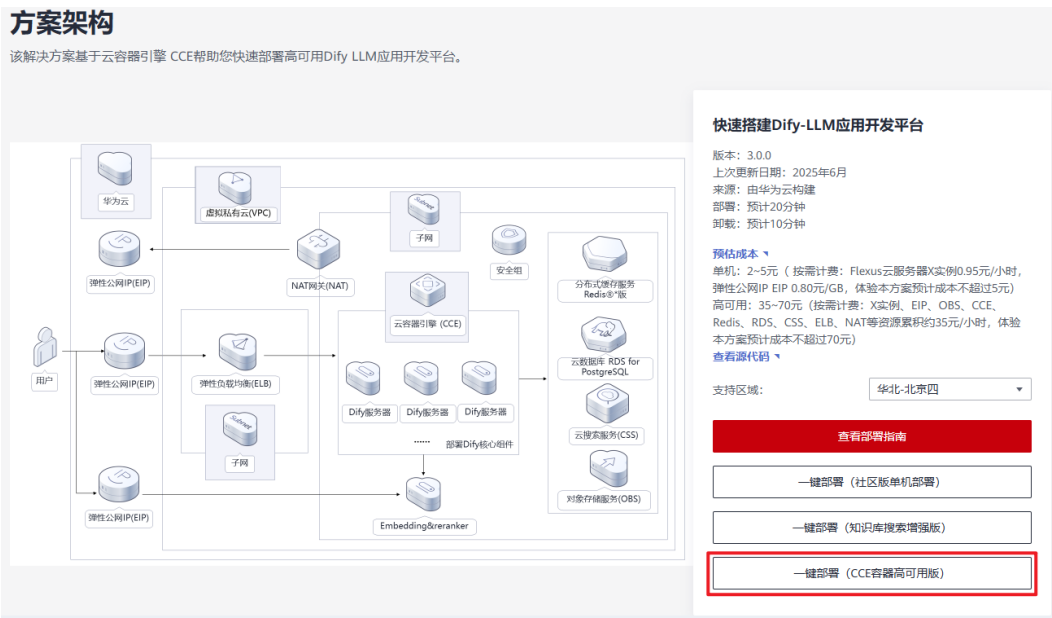 方案架构
该解决方案基于云容器引擎 CCE帮助您快速部署高可用Dify LLM应用开发平台。
华为云
虚拟私有云(VPC)
Subnet
子网
安全组
IP
弹性公网IP(EIP)
NAT网关(NAT)
云容器引擎 (CCE)
分布式缓存服务
Redis®*版
用户
IP
弹性公网IP(EIP)
弹性负载均衡(ELB)
Dify服务器
Dify服务器
Dify服务器
······
部署Dify核心组件
云数据库 RDS for
PostgreSQL
Subnet
子网
云搜索服务(CSS)
IP
弹性公网IP(EIP)
Embedding&reranker
对象存储服务(OBS)
快速搭建Dify-LLM应用开发平台
版本：3.0.0
上次更新日期：2025年6月
来源：由华为云构建
部署：预计20分钟
卸载：预计10分钟
预估成本
单机：2~5元（ 按需计费：Flexus云服务器X实例0.95元/小时，
弹性公网IP EIP 0.80元/GB，体验本方案预计成本不超过5元）
高可用：35~70元（按需计费：X实例、EIP、OBS、CCE、
Redis、RDS、CSS、ELB、NAT等资源累积约35元/小时，体验
本方案预计成本不超过70元）
查看源代码
支持区域：
华北-北京四
查看部署指南
一键部署（社区版单机部署）
一键部署（知识库搜索增强版）
一键部署（CCE容器高可用版）